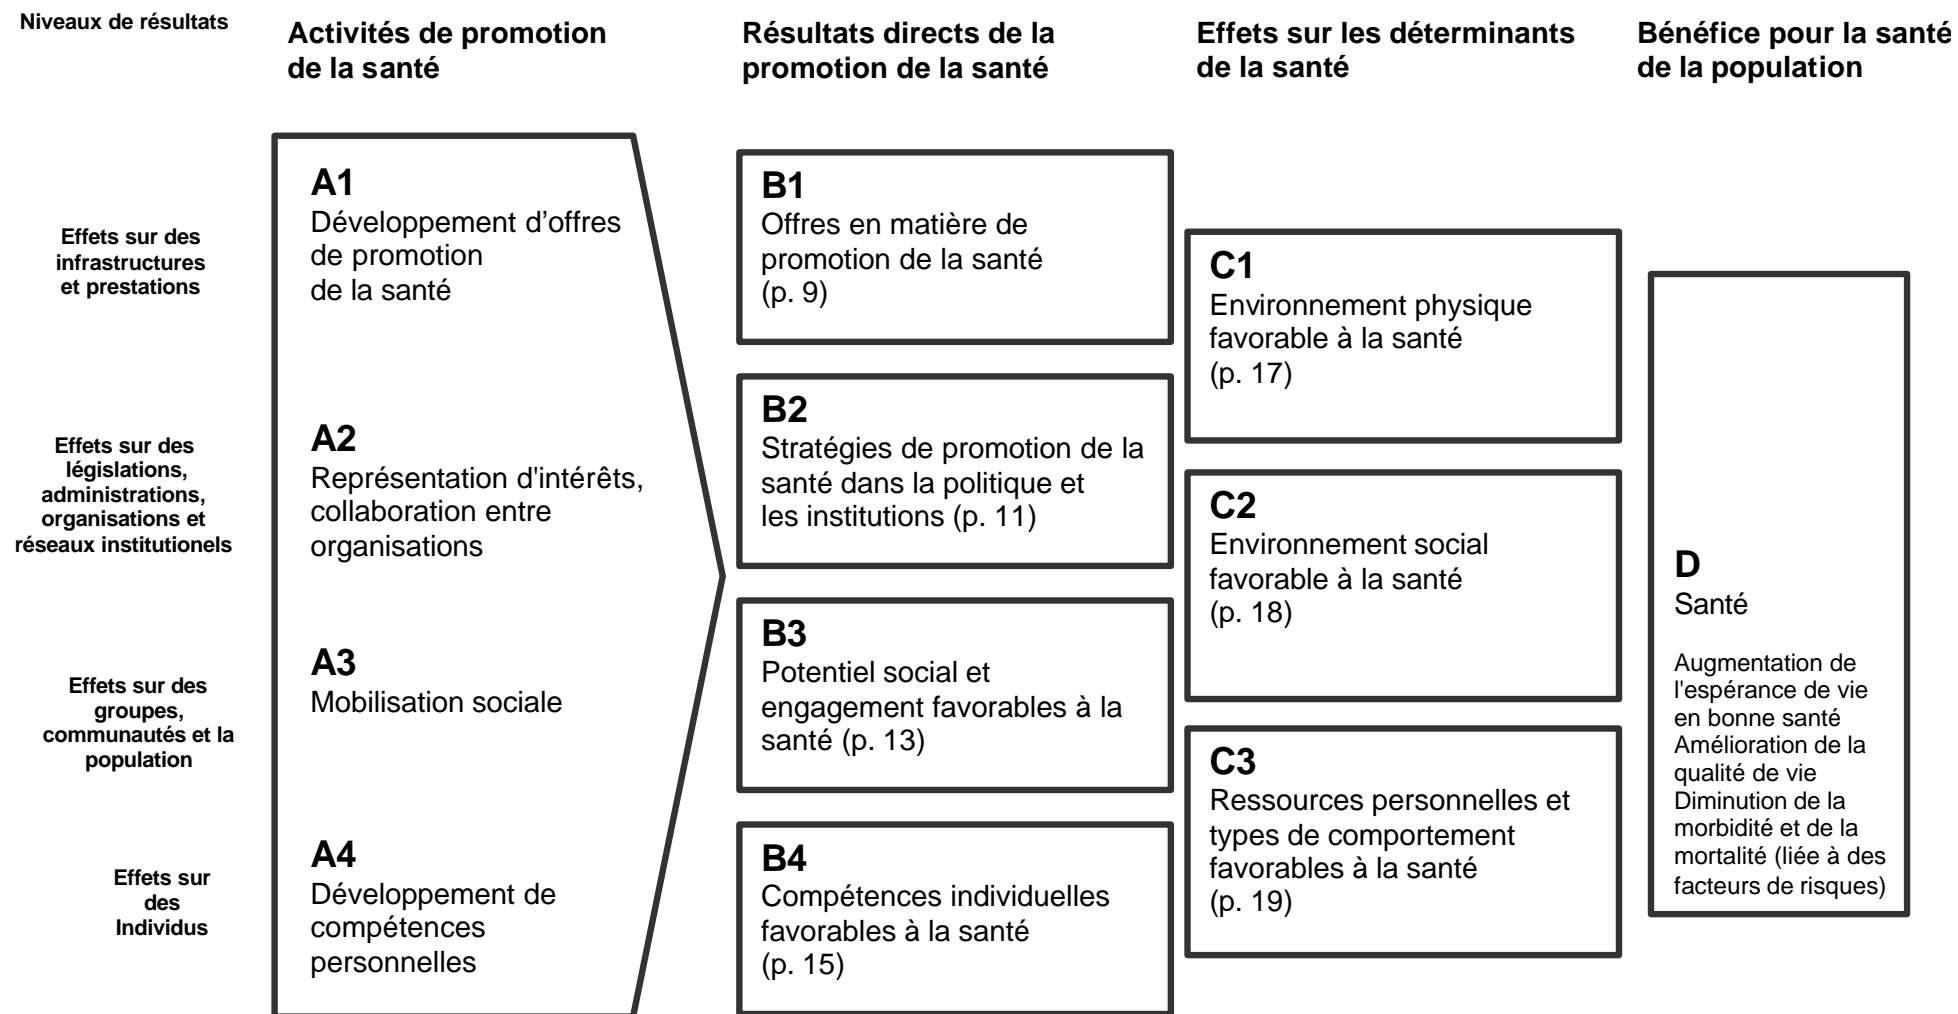 Niveaux de résultats
Activités de promotion
de la santé
Résultats directs de la
promotion de la santé
Effets sur les déterminants
de la santé
Bénéfice pour la santé
de la population
Effets sur des
infrastructures
et prestations
Effets sur des
législations,
administrations,
organisations et
réseaux institutionels
Effets sur des
groupes,
communautés et la
population
Effets sur
des
Individus
A1
Développement d’offres
de promotion
de la santé
A2
Représentation d'intérêts,
collaboration entre
organisations
A3
Mobilisation sociale
A4
Développement de
compétences
personnelles
B1
Offres en matière de
promotion de la santé
(p. 9)
B2
Stratégies de promotion de la
santé dans la politique et
les institutions (p. 11)
B3
Potentiel social et
engagement favorables à la
santé (p. 13)
B4
Compétences individuelles
favorables à la santé
(p. 15)
C1
Environnement physique
favorable à la santé
(p. 17)
C2
Environnement social
favorable à la santé
(p. 18)
C3
Ressources personnelles et
types de comportement
favorables à la santé
(p. 19)
D
Santé
Augmentation de
l'espérance de vie
en bonne santé
Amélioration de la
qualité de vie
Diminution de la
morbidité et de la
mortalité (liée à des
facteurs de risques)